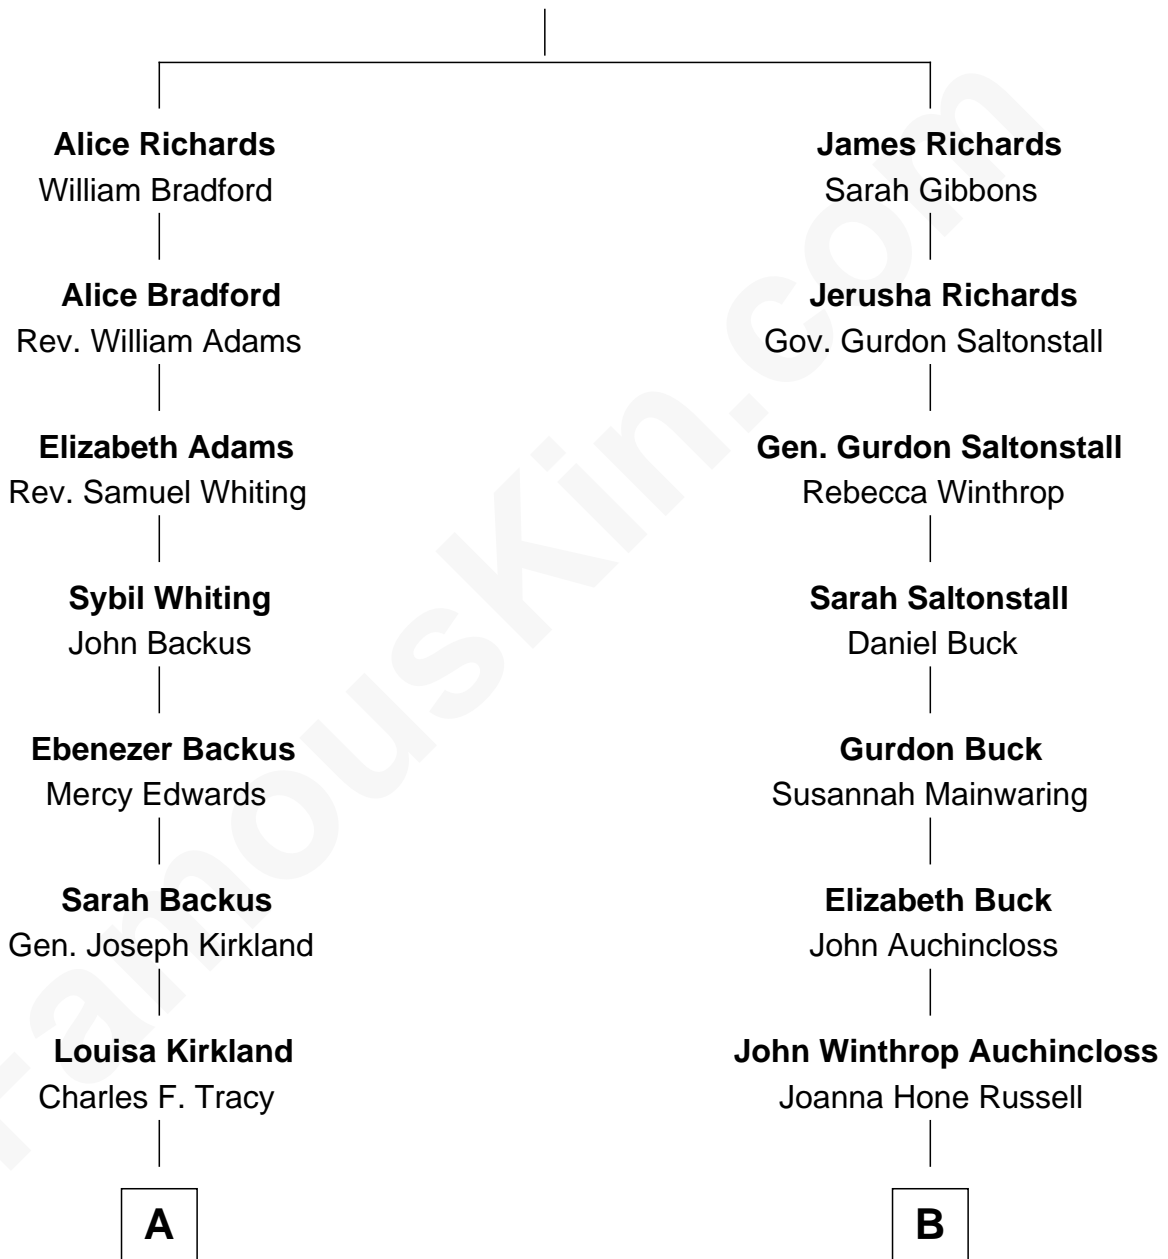 Alice Richards
William Bradford
Alice Bradford
Rev. William Adams
Elizabeth Adams
Rev. Samuel Whiting
Sybil Whiting
John Backus
Ebenezer Backus
Mercy Edwards
Sarah Backus
Gen. Joseph Kirkland
Louisa Kirkland
Charles F. Tracy
A
James Richards
Sarah Gibbons
Jerusha Richards
Gov. Gurdon Saltonstall
Gen. Gurdon Saltonstall
Rebecca Winthrop
Sarah Saltonstall
Daniel Buck
Gurdon Buck
Susannah Mainwaring
Elizabeth Buck
John Auchincloss
John Winthrop Auchincloss
Joanna Hone Russell
B
FamousKin.com